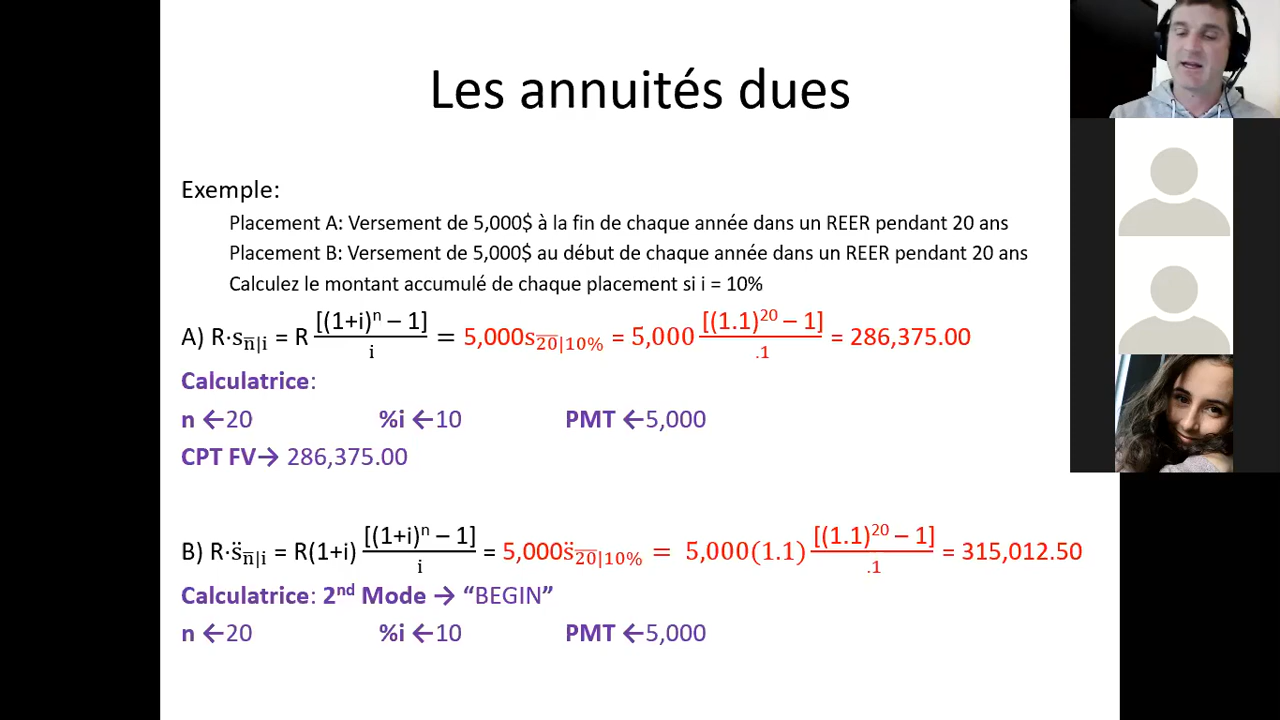 Les annuités dues
Exemple:
Placement A: Versement de 5,000$ à la fin de chaque année dans un REER pendant 20 ans
Placement B: Versement de 5,000$ au début de chaque année dans un REER pendant 20 ans
Calculez le montant accumulé de chaque placement si i = 10%
A) R·s n̅|i = R [(1+i)ⁿ – 1] / i = 5,000s 2̅0̅|10% = 5,000 [(1.1)²⁰ – 1] / .1 = 286,375.00
Calculatrice:
n ←20 %i ←10 PMT ←5,000
CPT FV→ 286,375.00
B) R·s̈ n̅|i = R(1+i) [(1+i)ⁿ – 1] / i = 5,000s̈ 2̅0̅|10% = 5,000(1.1) [(1.1)²⁰ – 1] / .1 = 315,012.50
Calculatrice: 2ⁿᵈ Mode → “BEGIN”
n ←20 %i ←10 PMT ←5,000